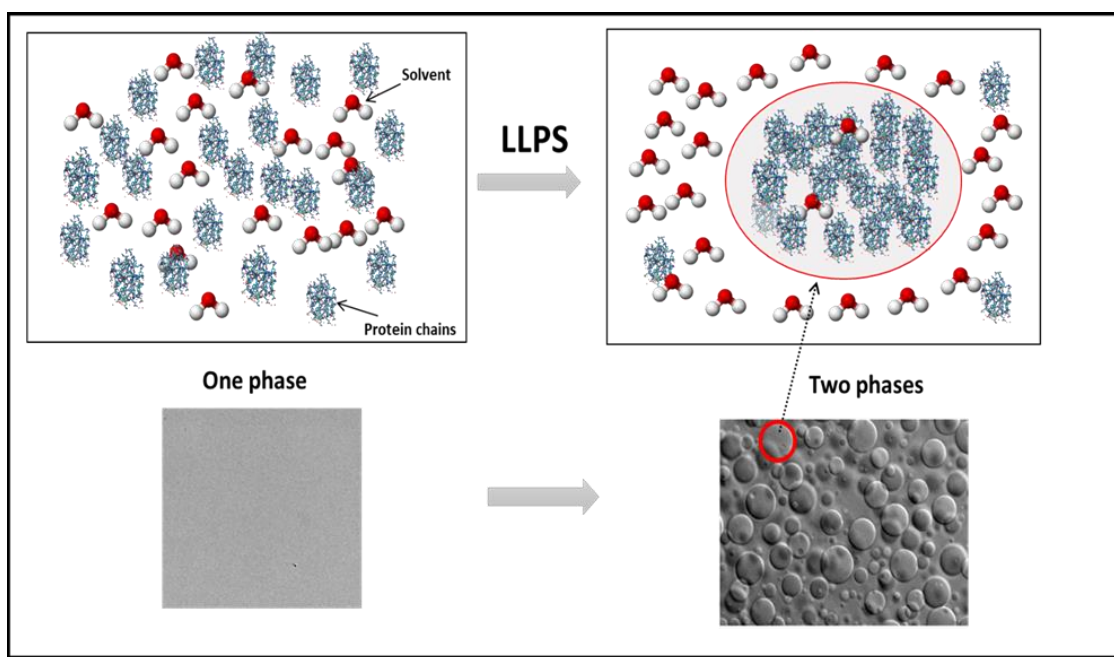 Solvent
LLPS
Protein chains
One phase
Two phases